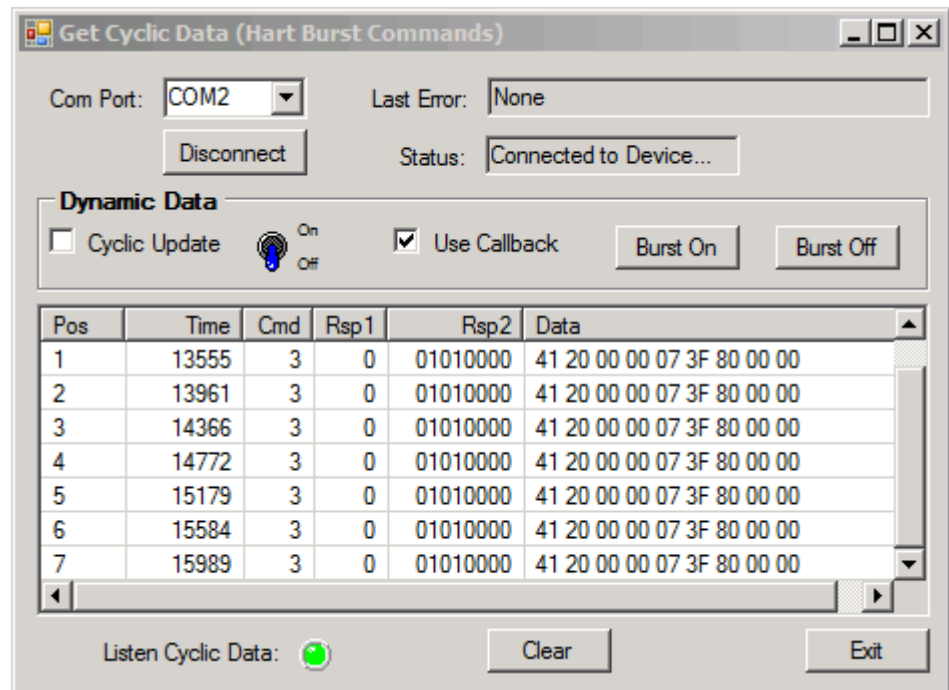 Get Cyclic Data (Hart Burst Commands)
Com Port: COM2 Last Error: None
Disconnect Status: Connected to Device...
Dynamic Data
Cyclic Update On Off Use Callback Burst On Burst Off
Pos Time Cmd Rsp1 Rsp2 Data
1 13555 3 0 01010000 41 20 00 00 07 3F 80 00 00
2 13961 3 0 01010000 41 20 00 00 07 3F 80 00 00
3 14366 3 0 01010000 41 20 00 00 07 3F 80 00 00
4 14772 3 0 01010000 41 20 00 00 07 3F 80 00 00
5 15179 3 0 01010000 41 20 00 00 07 3F 80 00 00
6 15584 3 0 01010000 41 20 00 00 07 3F 80 00 00
7 15989 3 0 01010000 41 20 00 00 07 3F 80 00 00
Listen Cyclic Data: Clear Exit